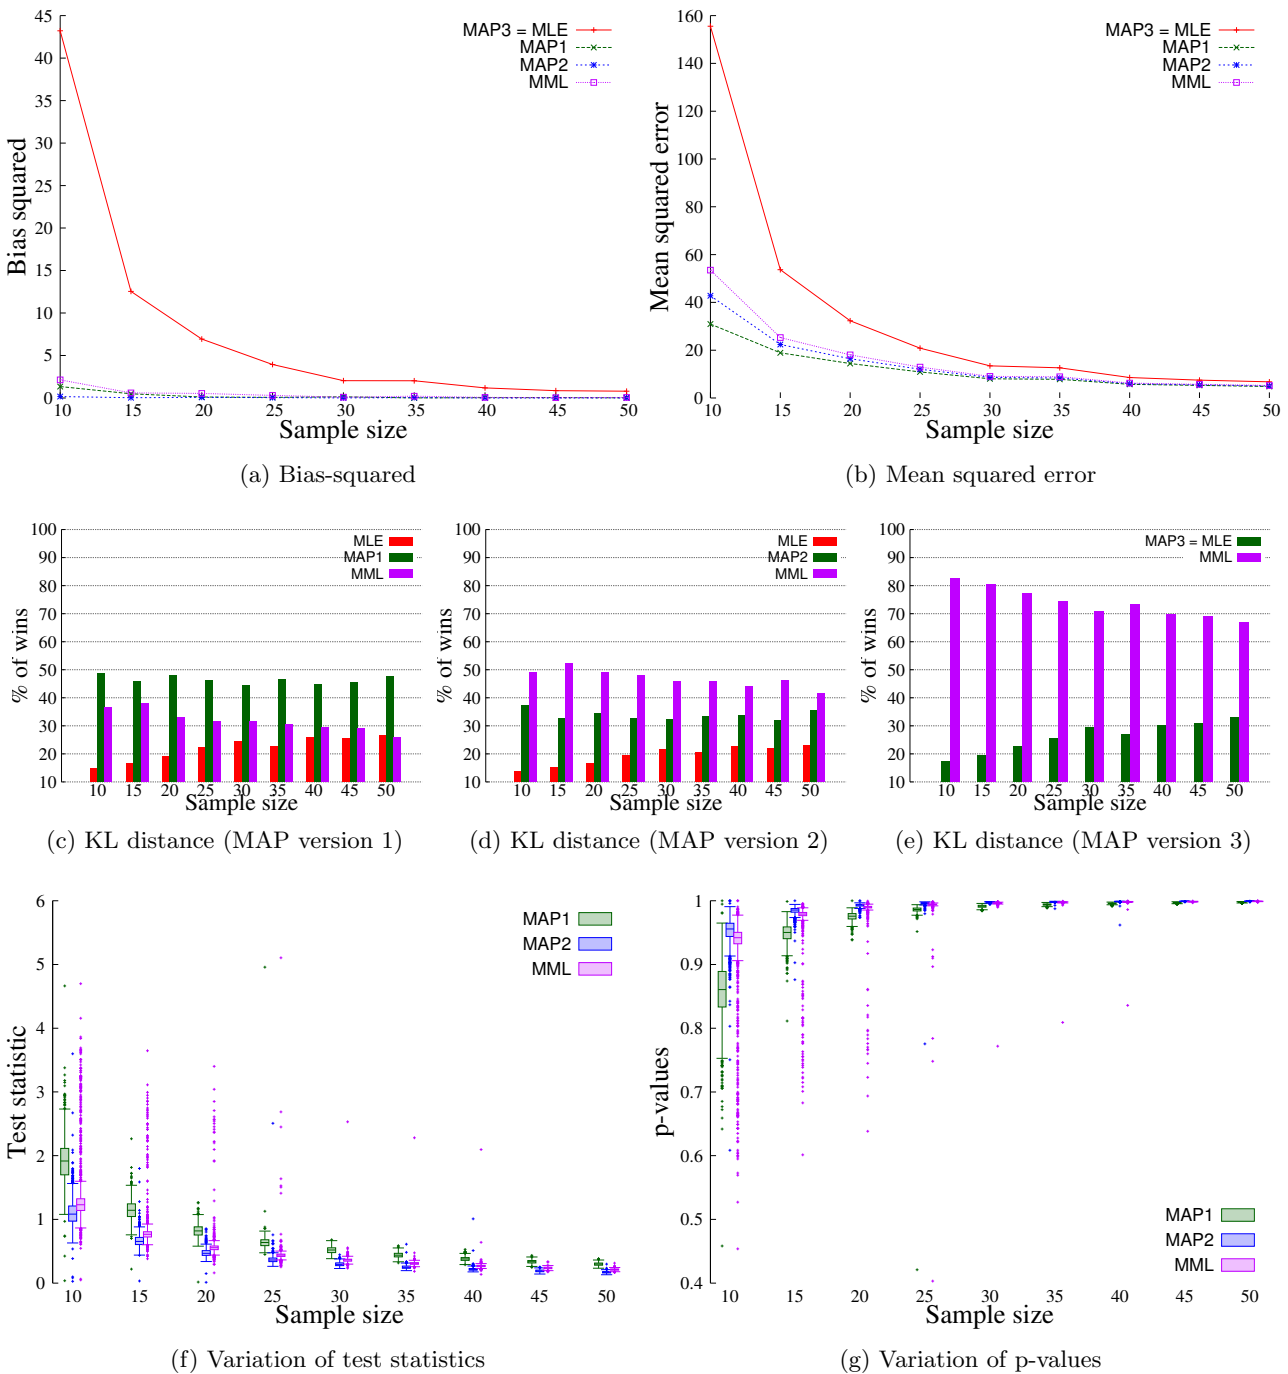 45
40
35
30
25
20
15
10
5
0
10 15 20 25 30 35 40 45 50
Bias squared
Sample size
MAP3 = MLE
MAP1
MAP2
MML
(a) Bias-squared
160
140
120
100
80
60
40
20
0
10 15 20 25 30 35 40 45 50
Mean squared error
Sample size
MAP3 = MLE
MAP1
MAP2
MML
(b) Mean squared error
100
90
80
70
60
50
40
30
20
10
10 15 20 25 30 35 40 45 50
% of wins
Sample size
MLE
MAP1
MML
(c) KL distance (MAP version 1)
100
90
80
70
60
50
40
30
20
10
10 15 20 25 30 35 40 45 50
% of wins
Sample size
MLE
MAP2
MML
(d) KL distance (MAP version 2)
100
90
80
70
60
50
40
30
20
10
10 15 20 25 30 35 40 45 50
% of wins
Sample size
MAP3 = MLE
MML
(e) KL distance (MAP version 3)
6
5
4
3
2
1
0
10 15 20 25 30 35 40 45 50
Test statistic
Sample size
MAP1
MAP2
MML
(f) Variation of test statistics
1
0.9
0.8
0.7
0.6
0.5
0.4
10 15 20 25 30 35 40 45 50
p-values
Sample size
MAP1
MAP2
MML
(g) Variation of p-values